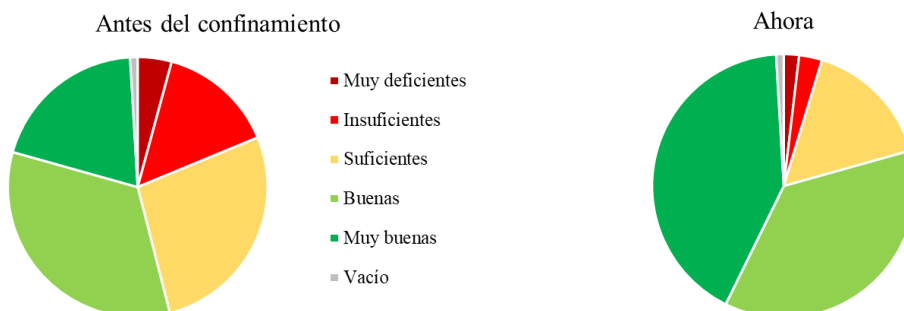 Antes del confinamiento
Ahora
Muy deficientes
Insuficientes
Suficientes
Buenas
Muy buenas
Vacío